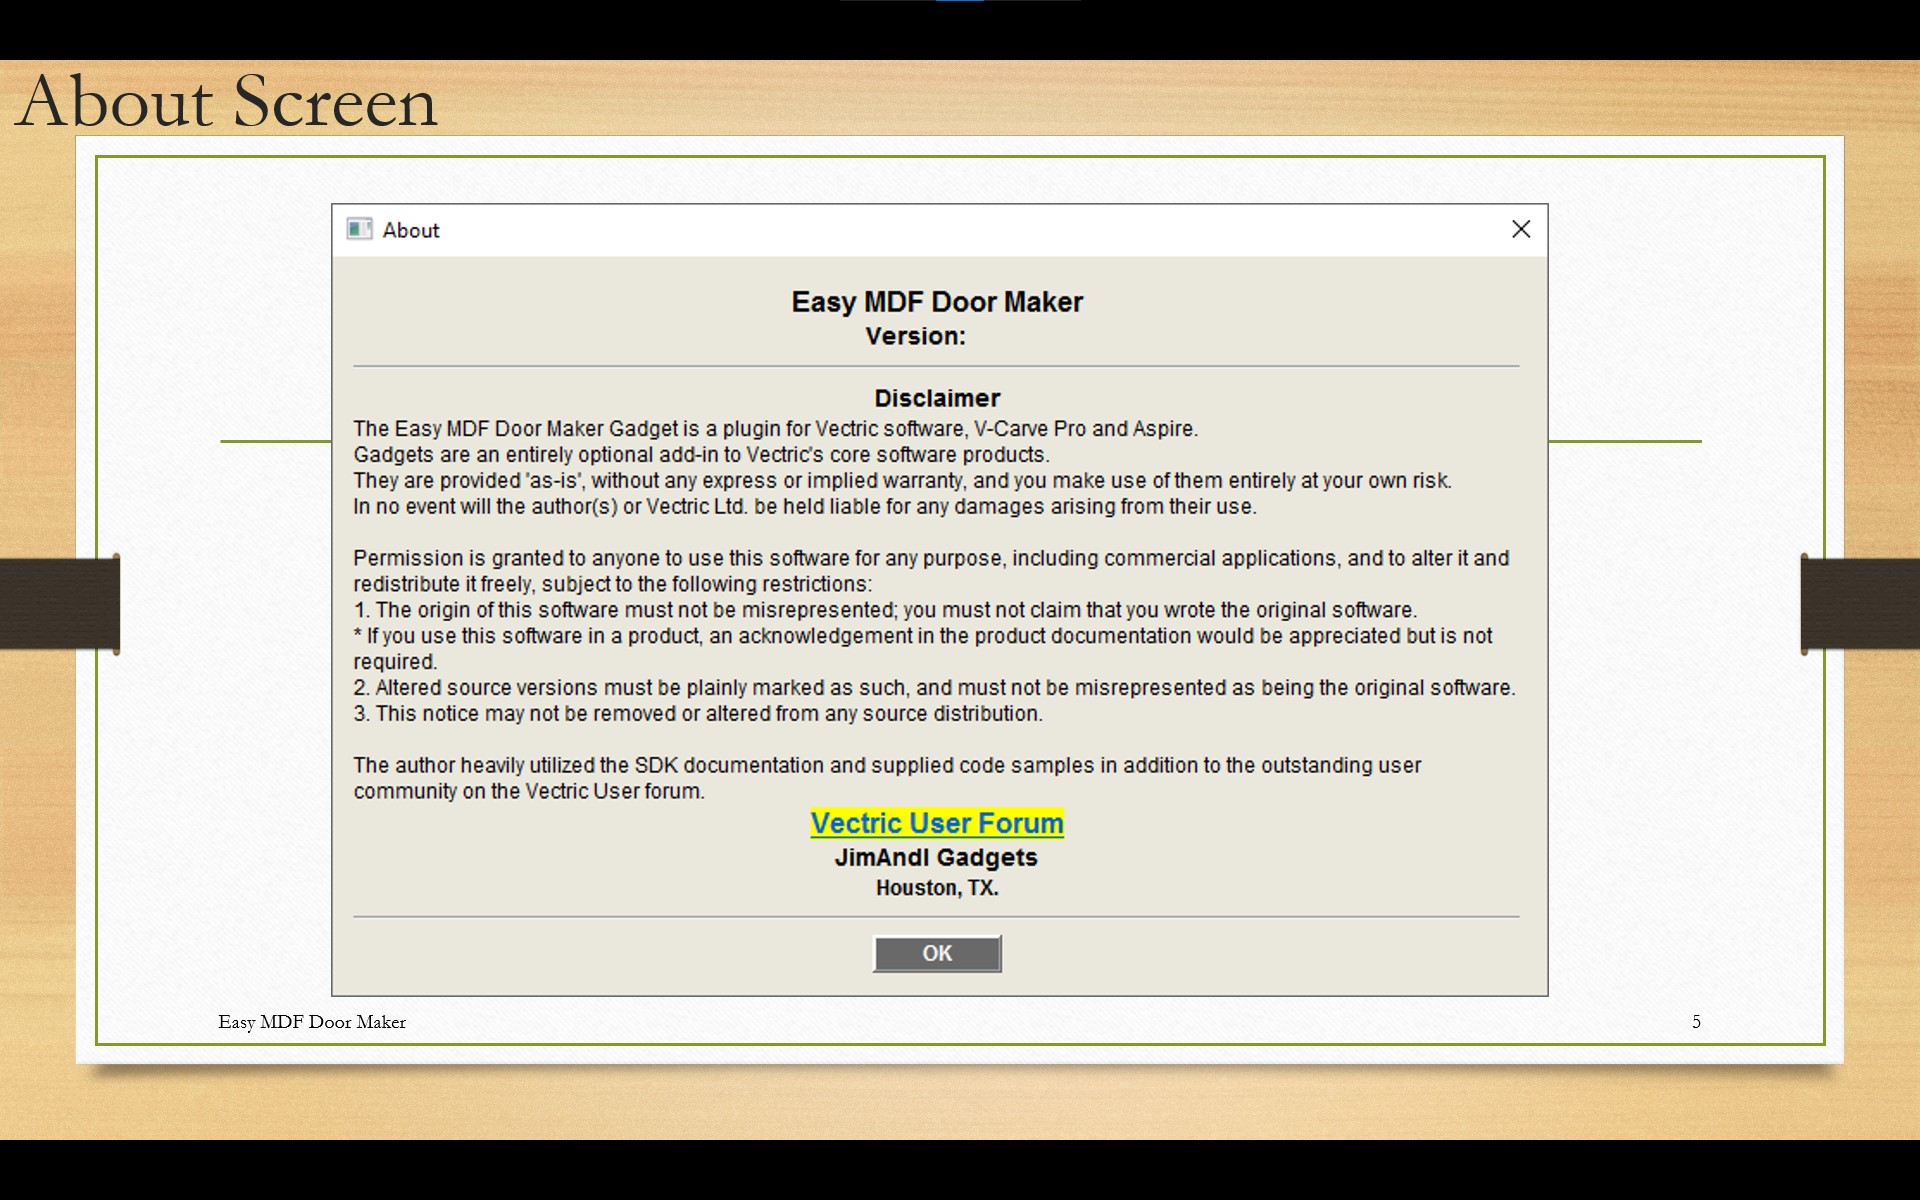 About Screen
About
Easy MDF Door Maker
Version:
Disclaimer
The Easy MDF Door Maker Gadget is a plugin for Vectric software, V-Carve Pro and Aspire.
Gadgets are an entirely optional add-in to Vectric's core software products.
They are provided 'as-is', without any express or implied warranty, and you make use of them entirely at your own risk.
In no event will the author(s) or Vectric Ltd. be held liable for any damages arising from their use.
Permission is granted to anyone to use this software for any purpose, including commercial applications, and to alter it and
redistribute it freely, subject to the following restrictions:
1. The origin of this software must not be misrepresented; you must not claim that you wrote the original software.
* If you use this software in a product, an acknowledgement in the product documentation would be appreciated but is not
required.
2. Altered source versions must be plainly marked as such, and must not be misrepresented as being the original software.
3. This notice may not be removed or altered from any source distribution.
The author heavily utilized the SDK documentation and supplied code samples in addition to the outstanding user
community on the Vectric User forum.
Vectric User Forum
JimAndI Gadgets
Houston, TX.
OK
Easy MDF Door Maker
5